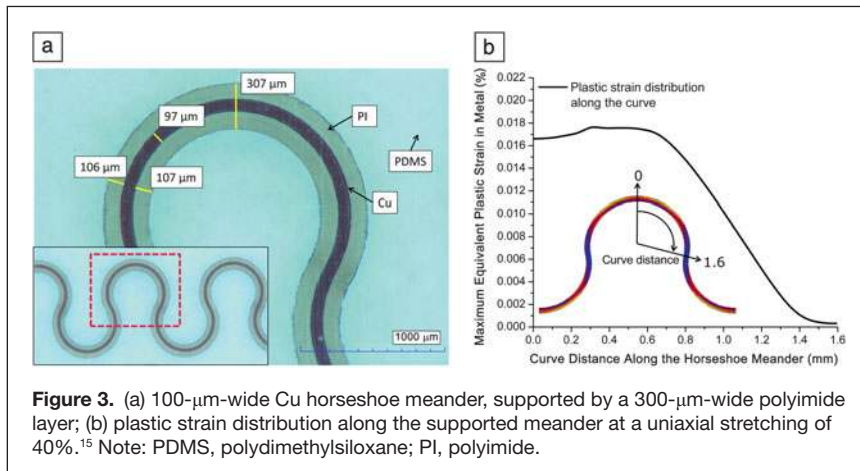 a
307 µm
97 µm
PI
PDMS
106 µm
107 µm
Cu
1000 µm
b
Maximum Equivalent Plastic Strain in Metal (%)
0.022
0.020
0.018
0.016
0.014
0.012
0.010
0.008
0.006
0.004
0.002
0.000
Plastic strain distribution
along the curve
0
Curve distance
1.6
0.0 0.2 0.4 0.6 0.8 1.0 1.2 1.4 1.6
Curve Distance Along the Horseshoe Meander (mm)
Figure 3. (a) 100-µm-wide Cu horseshoe meander, supported by a 300-µm-wide polyimide
layer; (b) plastic strain distribution along the supported meander at a uniaxial stretching of
40%.¹⁵ Note: PDMS, polydimethylsiloxane; PI, polyimide.